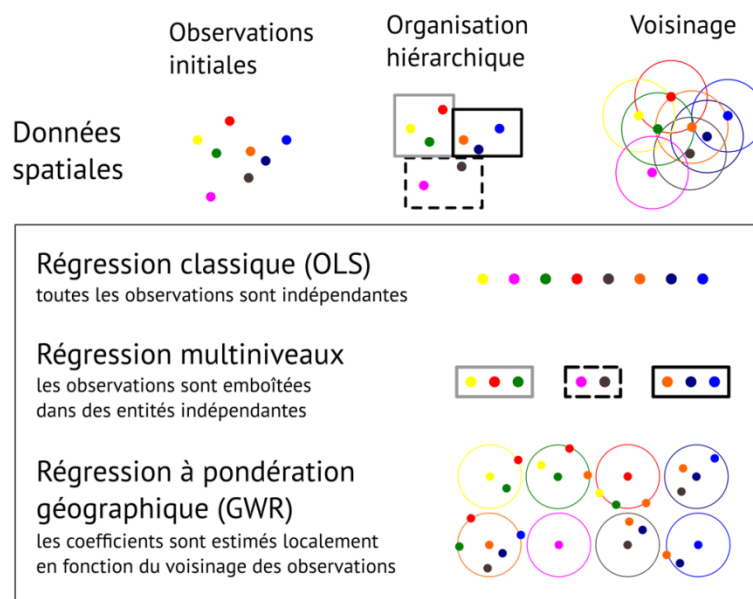 Observations
initiales
Organisation
hiérarchique
Voisinage
Données
spatiales
Régression classique (OLS)
toutes les observations sont indépendantes
Régression multiniveaux
les observations sont emboîtées
dans des entités indépendantes
Régression à pondération
géographique (GWR)
les coefficients sont estimés localement
en fonction du voisinage des observations